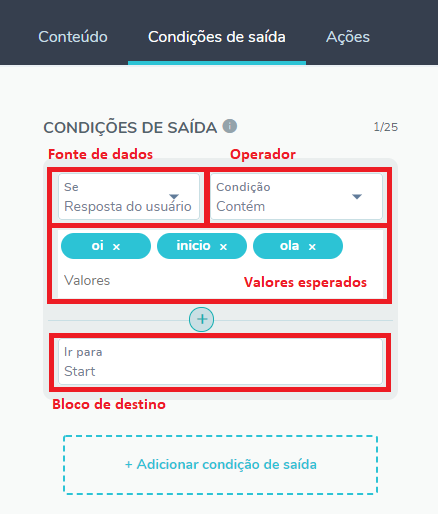 Conteúdo Condições de saída Ações
CONDIÇÕES DE SAÍDA i 1/25
Fonte de dados Operador
Se Condição
Resposta do usuário Contém
oi x inicio x ola x
Valores Valores esperados
+
Ir para
Start
Bloco de destino
+ Adicionar condição de saída